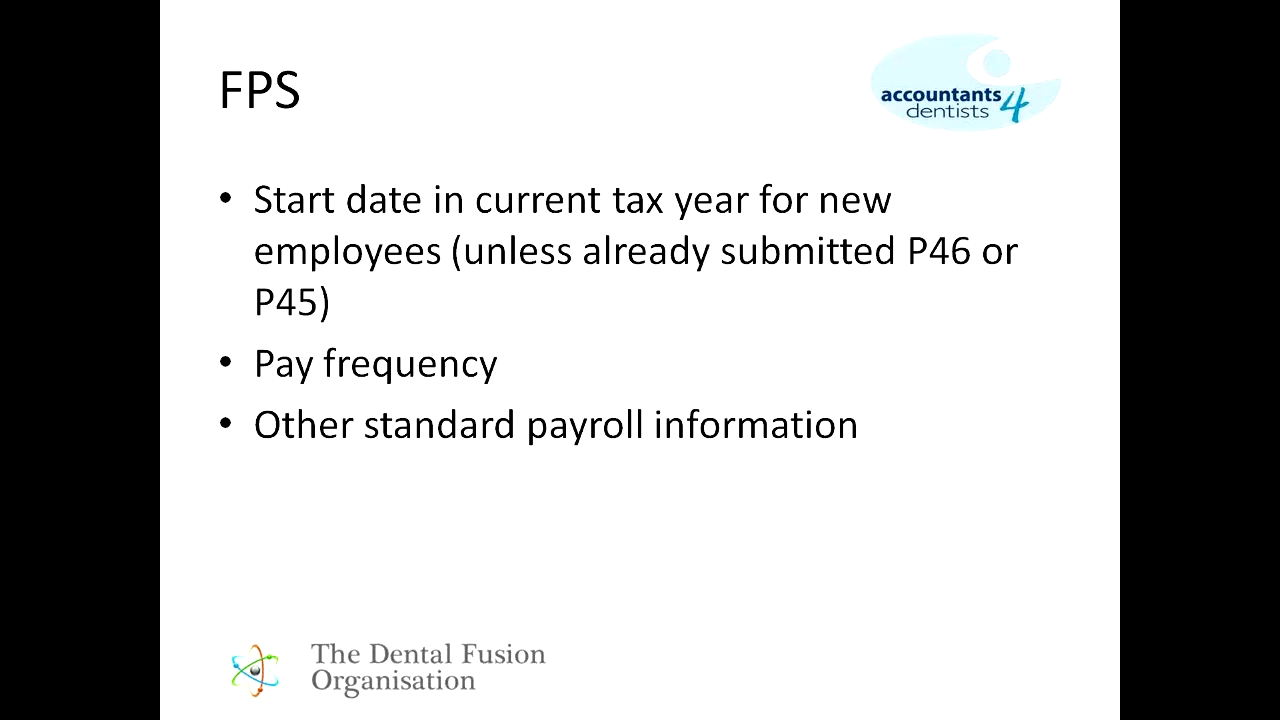 FPS
accountants 4
dentists
• Start date in current tax year for new
employees (unless already submitted P46 or
P45)
• Pay frequency
• Other standard payroll information
The Dental Fusion
Organisation